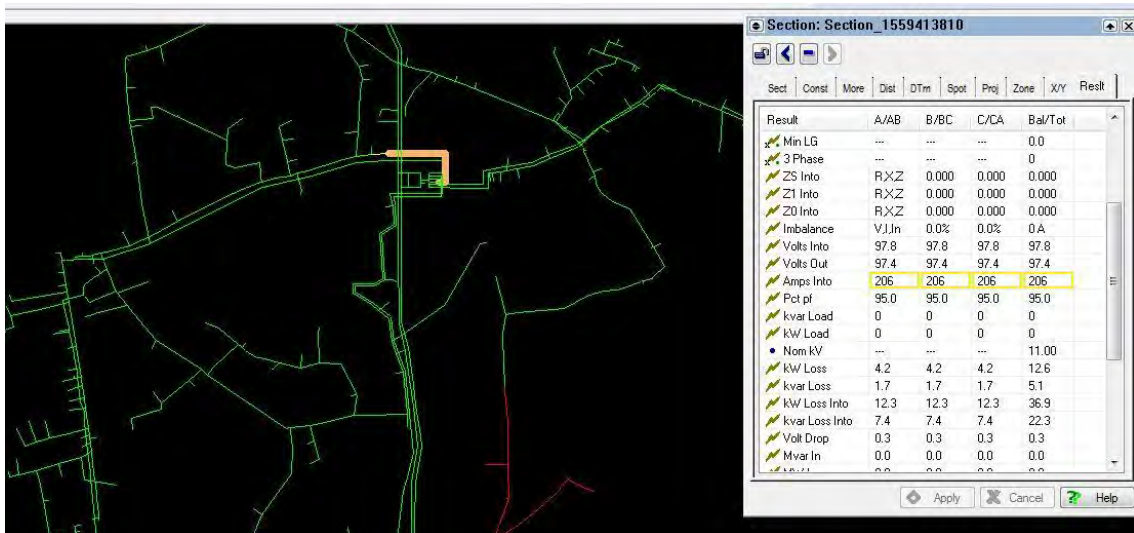 Section: Section_1559413810
Sect Const More Dist DTrn Spot Proj Zone X/Y Reslt
Result A/AB B/BC C/CA Bal/Tot
Min LG --- --- --- 0.0
3 Phase --- --- --- 0
ZS Into R,X,Z 0.000 0.000 0.000
Z1 Into R,X,Z 0.000 0.000 0.000
Z0 Into R,X,Z 0.000 0.000 0.000
Imbalance V,I,In 0.0% 0.0% 0 A
Volts Into 97.8 97.8 97.8 97.8
Volts Out 97.4 97.4 97.4 97.4
Amps Into 206 206 206 206
Pct pf 95.0 95.0 95.0 95.0
kvar Load 0 0 0 0
kW Load 0 0 0 0
Nom kV --- --- --- 11.00
kW Loss 4.2 4.2 4.2 12.6
kvar Loss 1.7 1.7 1.7 5.1
kW Loss Into 12.3 12.3 12.3 36.9
kvar Loss Into 7.4 7.4 7.4 22.3
Volt Drop 0.3 0.3 0.3 0.3
Mvar In 0.0 0.0 0.0 0.0
Apply Cancel Help